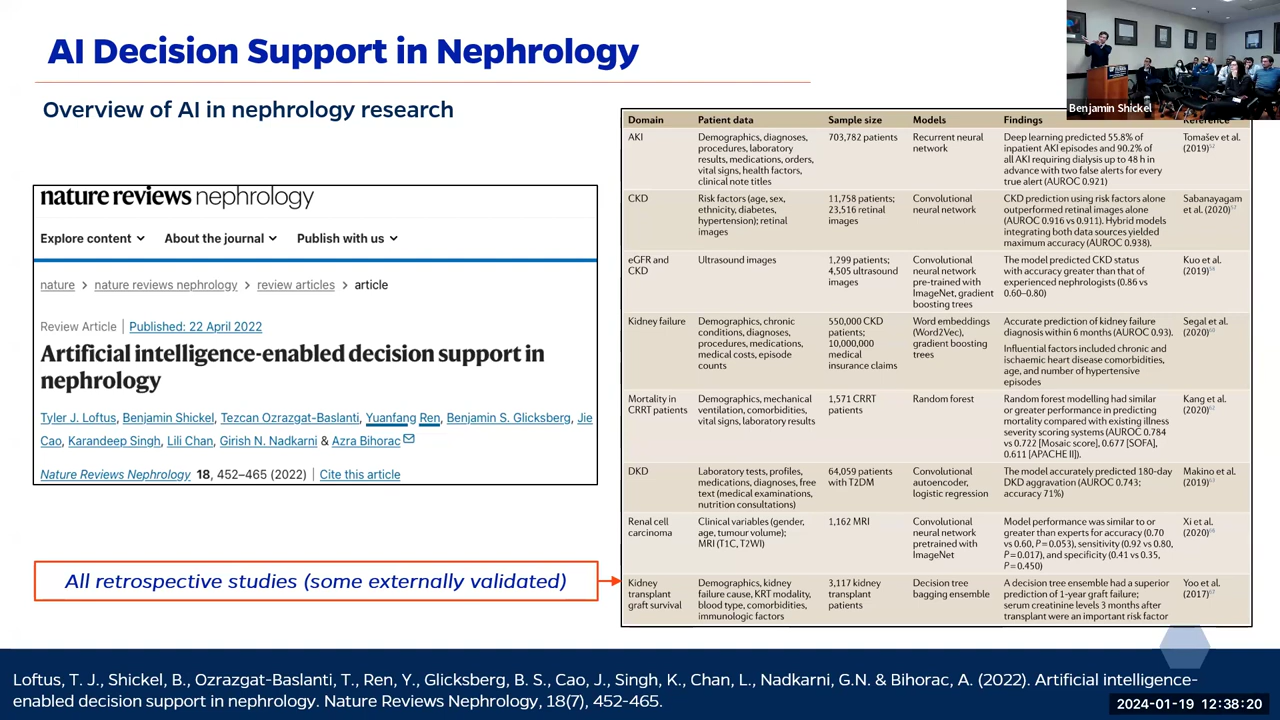 AI Decision Support in Nephrology
Overview of AI in nephrology research
Benjamin Shickel
nature reviews nephrology
Explore content
About the journal
Publish with us
nature > nature reviews nephrology > review articles > article
Review Article | Published: 22 April 2022
Artificial intelligence-enabled decision support in
nephrology
Tyler J. Loftus, Benjamin Shickel, Tezcan Ozrazgat-Baslanti, Yuanfang Ren, Benjamin S. Glicksberg, Jie
Cao, Karandeep Singh, Lili Chan, Girish N. Nadkarni & Azra Bihorac
Nature Reviews Nephrology 18, 452–465 (2022) | Cite this article
All retrospective studies (some externally validated)
Domain Patient data Sample size Models Findings Reference
AKI Demographics, diagnoses, 703,782 patients Recurrent neural Deep learning predicted 55.8% of Tomašev et al.
procedures, laboratory network inpatient AKI episodes and 90.2% of (2019)
results, medications, orders, all AKI requiring dialysis up to 48 h in
vital signs, health factors, advance with two false alerts for every
clinical note titles true alert (AUROC 0.921)
CKD Risk factors (age, sex, 11,758 patients; Convolutional CKD prediction using risk factors alone Sabanayagam
ethnicity, diabetes, 23,516 retinal neural network outperformed retinal images alone et al. (2020)
hypertension); retinal images (AUROC 0.916 vs 0.911). Hybrid models
images integrating both data sources yielded
maximum accuracy (AUROC 0.938).
eGFR and Ultrasound images 1,299 patients; Convolutional The model predicted CKD status Kuo et al.
CKD 4,505 ultrasound neural network with accuracy greater than that of (2019)
images pre-trained with experienced nephrologists (0.86 vs
ImageNet, gradient 0.60–0.80)
boosting trees
Kidney failure Demographics, chronic 550,000 CKD Word embeddings Accurate prediction of kidney failure Segal et al.
conditions, diagnoses, patients; (Word2Vec), diagnosis within 6 months (AUROC 0.93). (2020)
procedures, medications, 10,000,000 gradient boosting Influential factors included chronic and
medical costs, episode medical trees ischaemic heart disease comorbidities,
counts insurance claims age, and number of hypertensive
episodes
Mortality in Demographics, mechanical 1,571 CRRT Random forest Random forest modelling had similar Kang et al.
CRRT patients ventilation, comorbidities, patients or greater performance in predicting (2020)
vital signs, laboratory results mortality compared with existing illness
severity scoring systems (AUROC 0.784
vs 0.722 [Mosaic score], 0.677 [SOFA],
0.611 [APACHE II]).
DKD Laboratory tests, profiles, 64,059 patients Convolutional The model accurately predicted 180-day Makino et al.
medications, diagnoses, free with T2DM autoencoder, DKD aggravation (AUROC 0.743; (2019)
text (medical examinations, logistic regression accuracy 71%)
nutrition consultations)
Renal cell Clinical variables (gender, 1,162 MRI Convolutional Model performance was similar to or Xi et al.
carcinoma age, tumour volume); neural network greater than experts for accuracy (0.70 (2020)
MRI (T1C, T2WI) pretrained with vs 0.60, P=0.053), sensitivity (0.92 vs 0.80,
ImageNet P=0.017), and specificity (0.41 vs 0.35,
P=0.450)
Kidney Demographics, kidney 3,117 kidney Decision tree A decision tree ensemble had a superior Yoo et al.
transplant failure cause, KRT modality, transplant bagging ensemble prediction of 1-year graft failure; (2017)
graft survival blood type, comorbidities, patients serum creatinine levels 3 months after
immunologic factors transplant were an important risk factor
Loftus, T. J., Shickel, B., Ozrazgat-Baslanti, T., Ren, Y., Glicksberg, B. S., Cao, J., Singh, K., Chan, L., Nadkarni, G.N. & Bihorac, A. (2022). Artificial intelligence-
enabled decision support in nephrology. Nature Reviews Nephrology, 18(7), 452-465.
2024-01-19 12:38:20